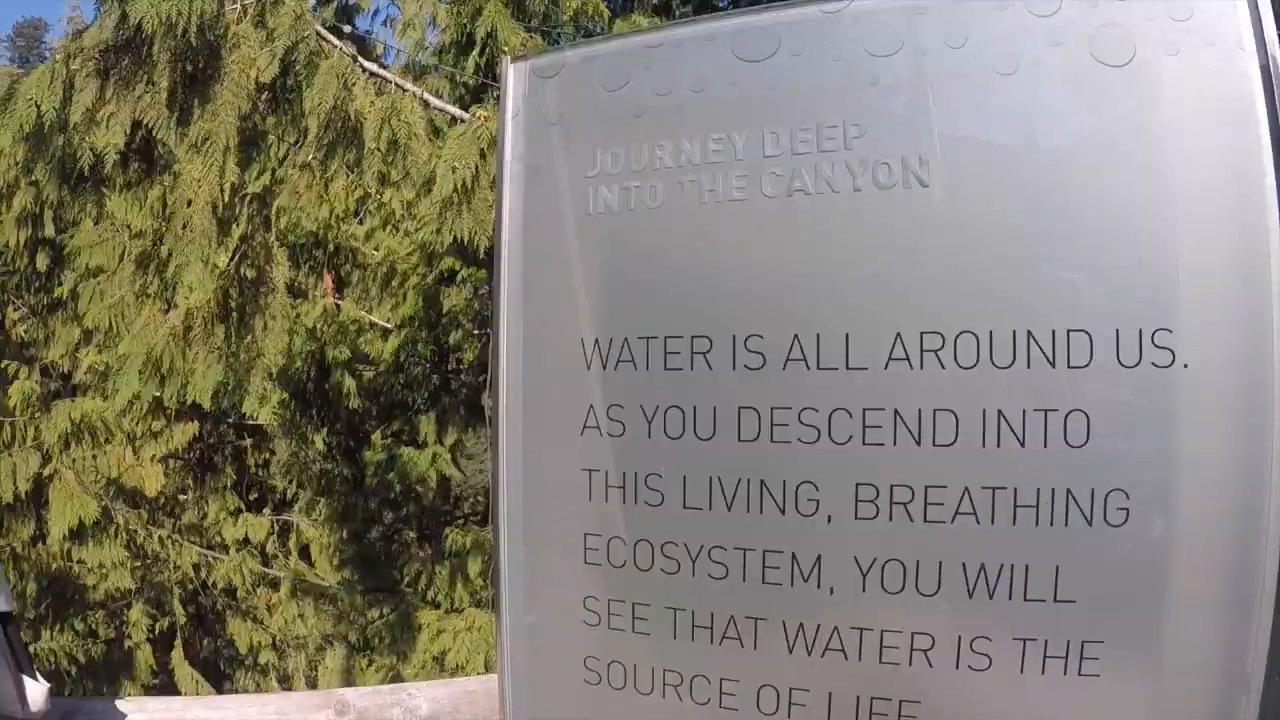 JOURNEY DEEP
INTO THE CANYON
WATER IS ALL AROUND US.
AS YOU DESCEND INTO
THIS LIVING, BREATHING
ECOSYSTEM, YOU WILL
SEE THAT WATER IS THE
SOURCE OF LIFE